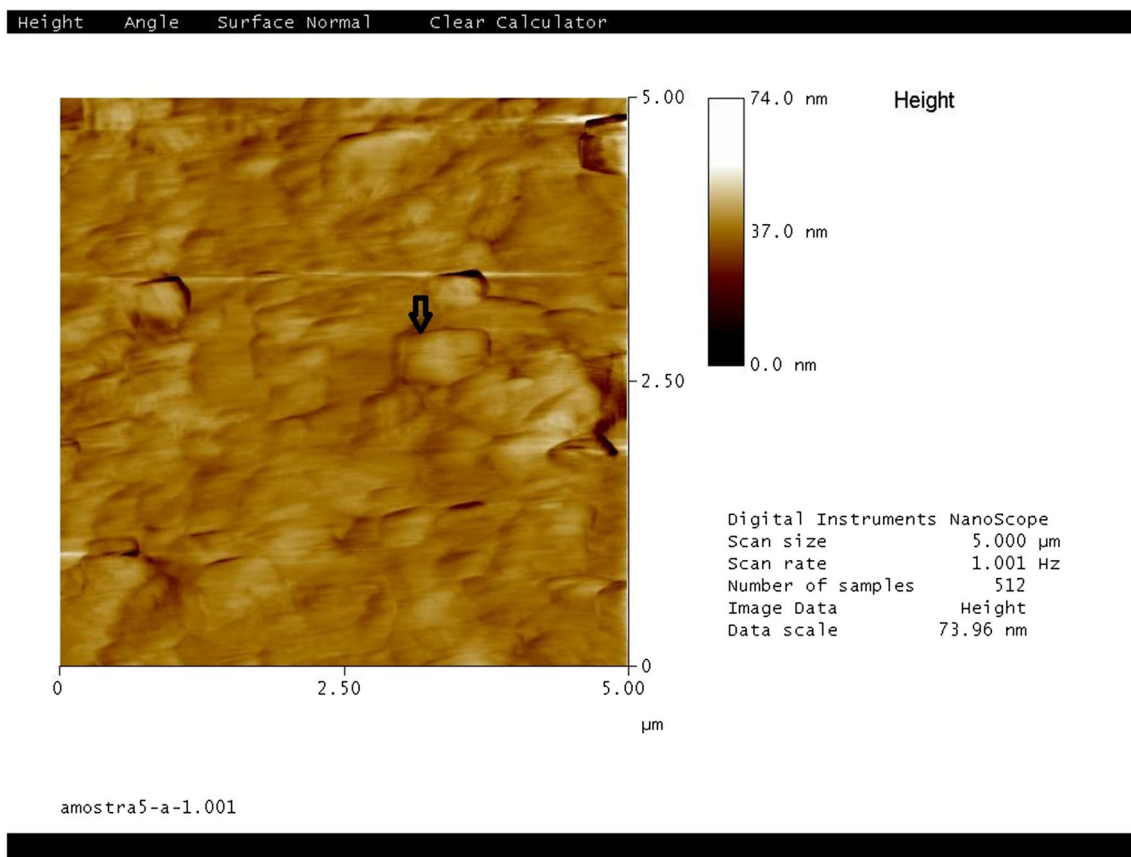 Height Angle Surface Normal Clear Calculator
5.00
74.0 nm
Height
37.0 nm
0.0 nm
2.50
Digital Instruments NanoScope
Scan size 5.000 µm
Scan rate 1.001 Hz
Number of samples 512
Image Data Height
Data scale 73.96 nm
0
0 2.50 5.00
µm
amostra5-a-1.001